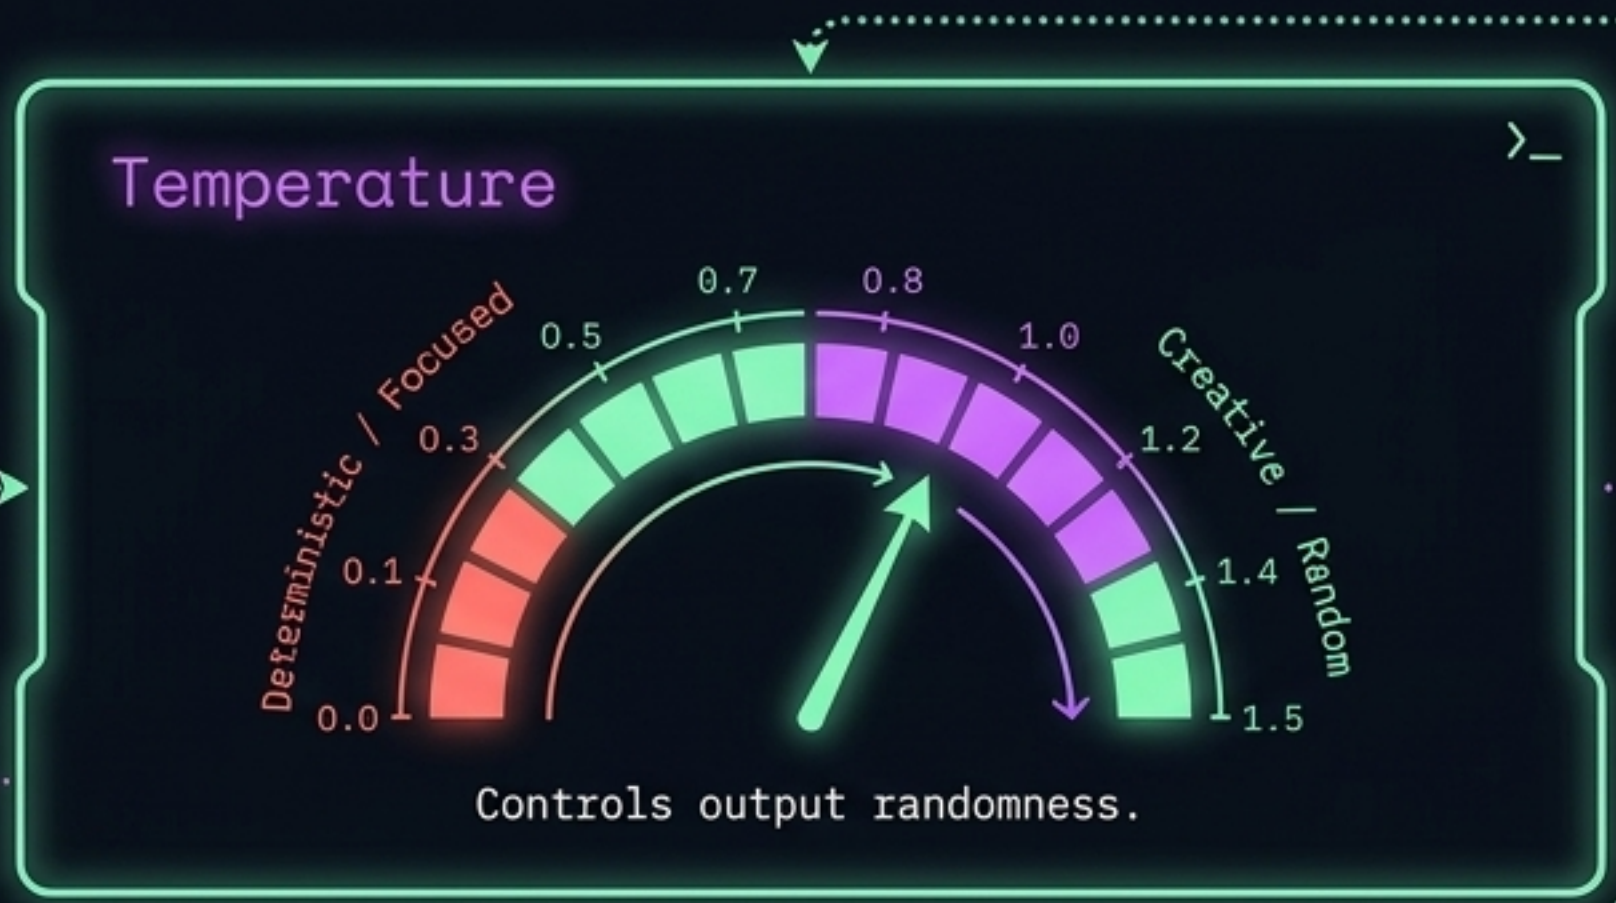 >_
Temperature
Deterministic / Focused
Creative / Random
0.0
0.1
0.3
0.5
0.7
0.8
1.0
1.2
1.4
1.5
Controls output randomness.